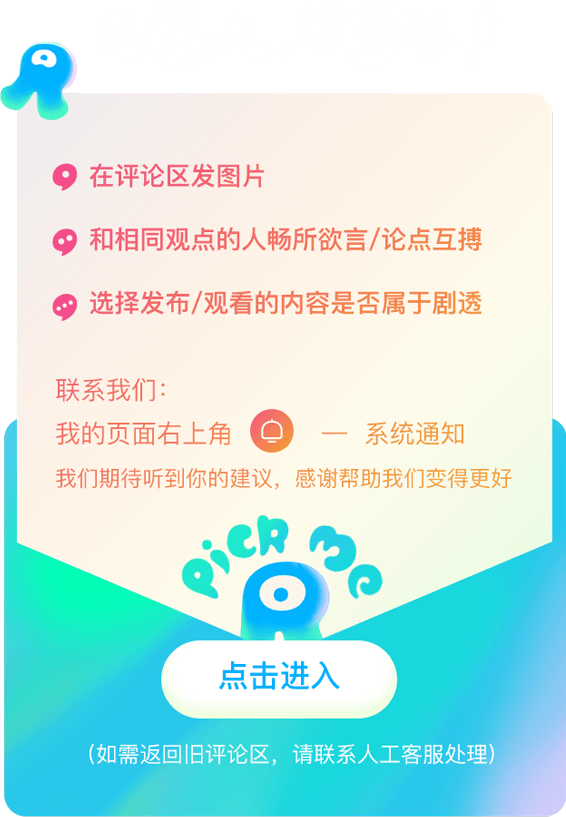 在评论区发图片
和相同观点的人畅所欲言/论点互搏
选择发布/观看的内容是否属于剧透
联系我们：
我的页面右上角 — 系统通知
我们期待听到你的建议，感谢帮助我们变得更好
PiCK Me
点击进入
（如需返回旧评论区，请联系人工客服处理）